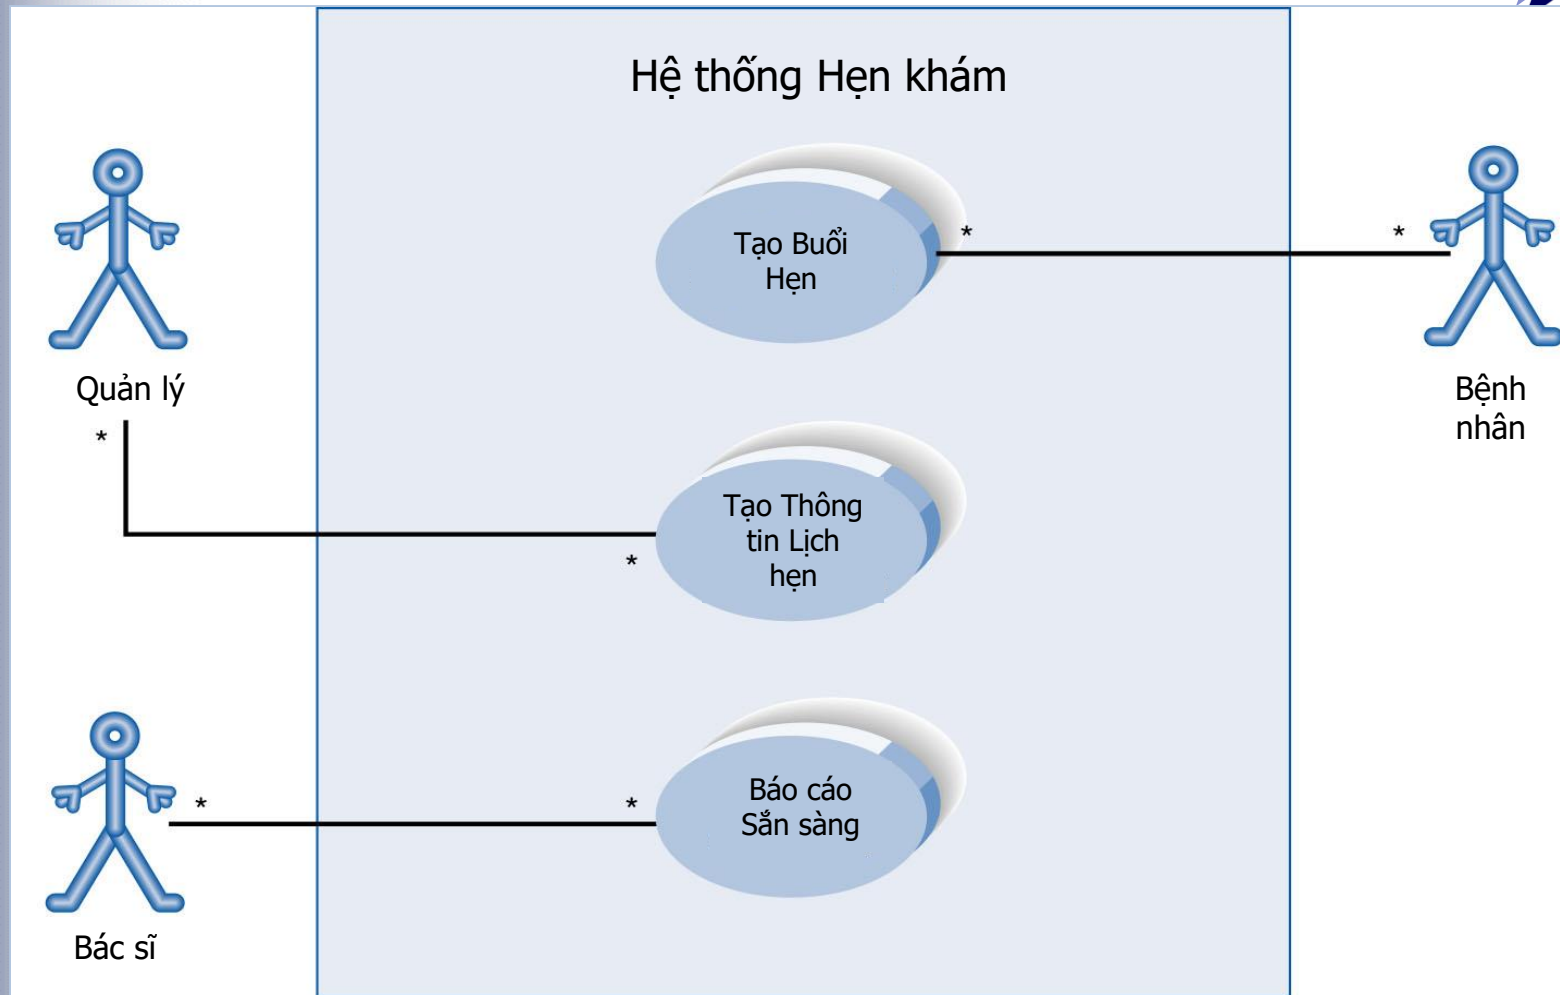 Hệ thống Hẹn khám
Tạo Buổi
Hẹn
*
*
Quản lý
*
Bệnh
nhân
Tạo Thông
tin Lịch
hẹn
*
Báo cáo
Sắn sàng
*
*
Bác sĩ